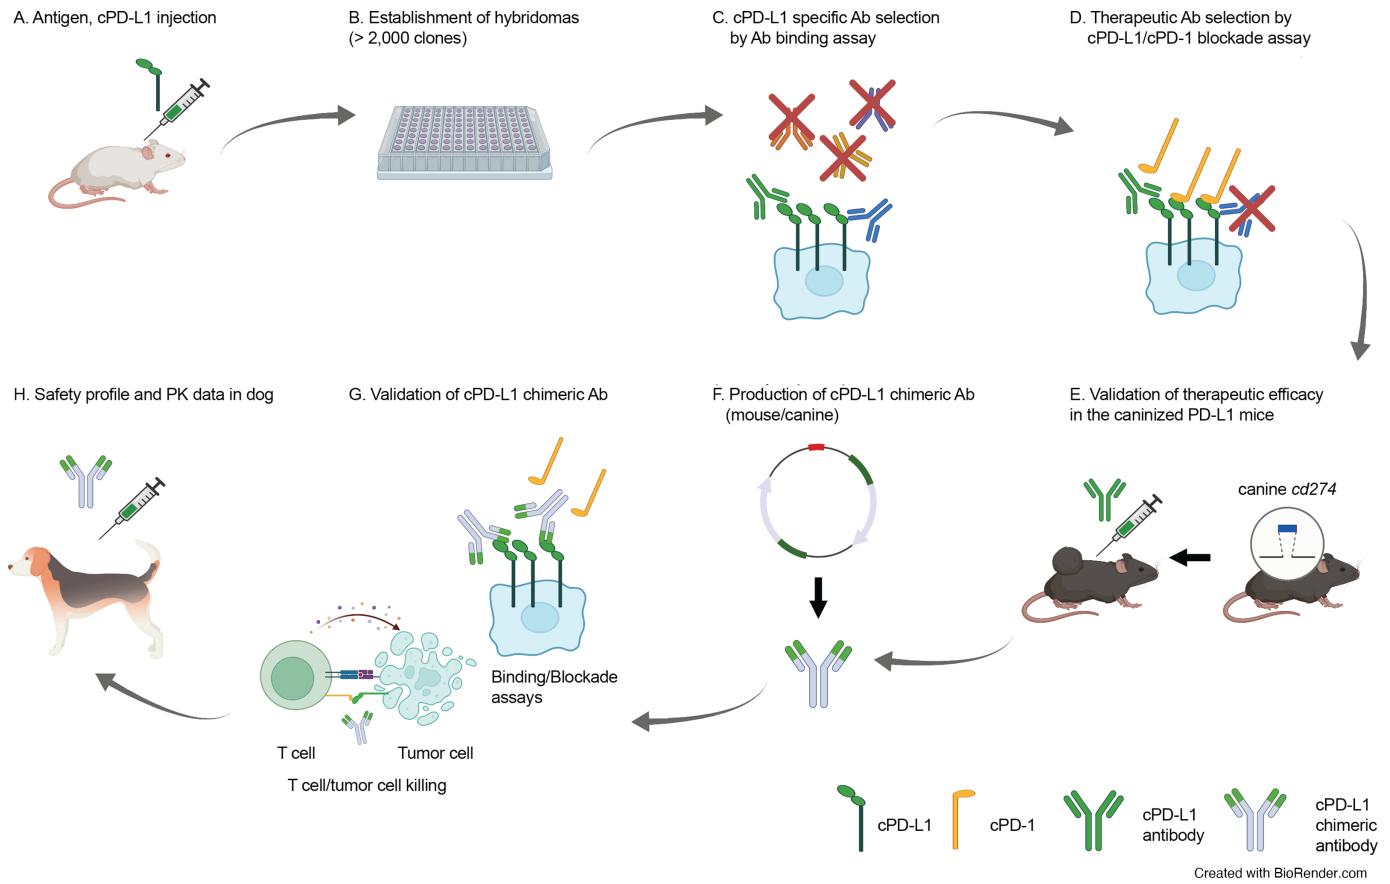 A. Antigen, cPD-L1 injection
B. Establishment of hybridomas
(> 2,000 clones)
C. cPD-L1 specific Ab selection
by Ab binding assay
D. Therapeutic Ab selection by
cPD-L1/cPD-1 blockade assay
H. Safety profile and PK data in dog
G. Validation of cPD-L1 chimeric Ab
F. Production of cPD-L1 chimeric Ab
(mouse/canine)
E. Validation of therapeutic efficacy
in the caninized PD-L1 mice
canine cd274
Binding/Blockade
assays
T cell
Tumor cell
T cell/tumor cell killing
cPD-L1
cPD-1
cPD-L1
antibody
cPD-L1
chimeric
antibody
Created with BioRender.com